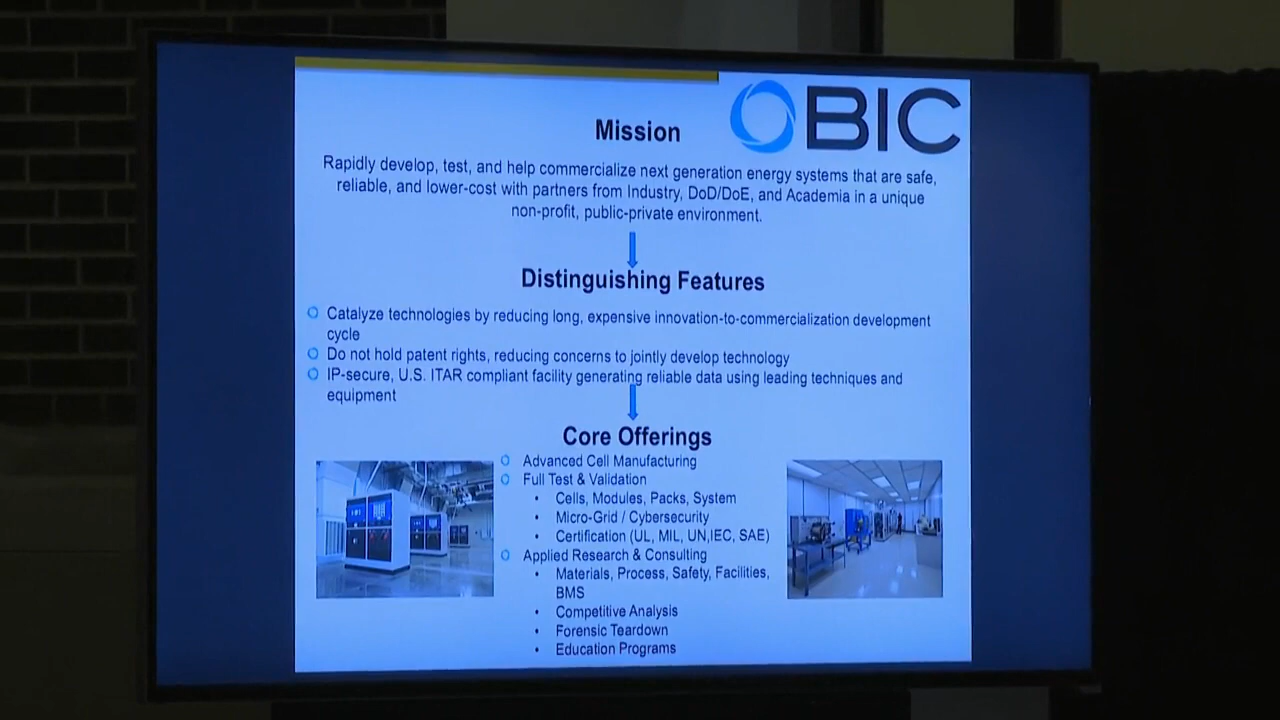 BIC
Mission
Rapidly develop, test, and help commercialize next generation energy systems that are safe,
reliable, and lower-cost with partners from Industry, DoD/DoE, and Academia in a unique
non-profit, public-private environment.
Distinguishing Features
Catalyze technologies by reducing long, expensive innovation-to-commercialization development
cycle
Do not hold patent rights, reducing concerns to jointly develop technology
IP-secure, U.S. ITAR compliant facility generating reliable data using leading techniques and
equipment
Core Offerings
Advanced Cell Manufacturing
Full Test & Validation
• Cells, Modules, Packs, System
• Micro-Grid / Cybersecurity
• Certification (UL, MIL, UN,IEC, SAE)
Applied Research & Consulting
• Materials, Process, Safety, Facilities,
BMS
• Competitive Analysis
• Forensic Teardown
• Education Programs